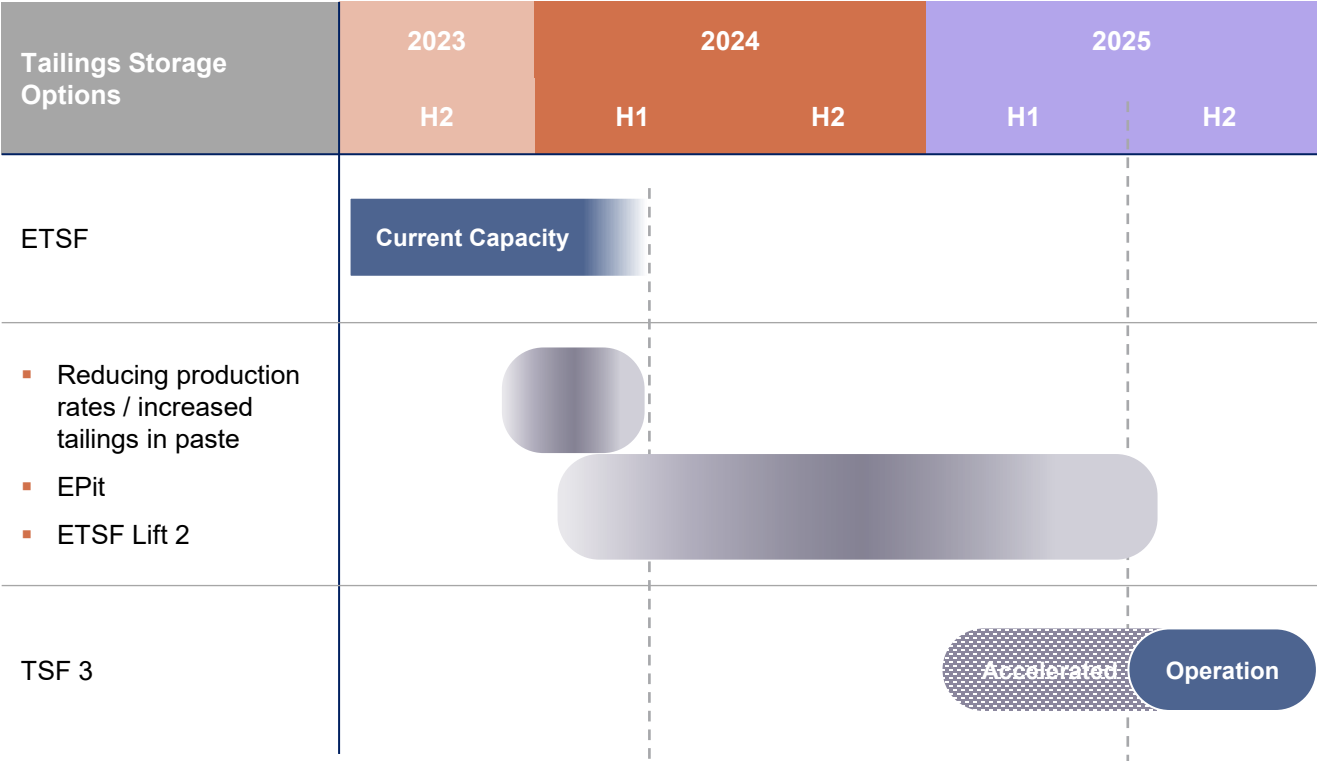 Tailings Storage
Options
2023
2024
2025
H2
H1
H2
H1
H2
ETSF
Current Capacity
▪ Reducing production
rates / increased
tailings in paste
▪ EPit
▪ ETSF Lift 2
TSF 3
Accelerated
Operation